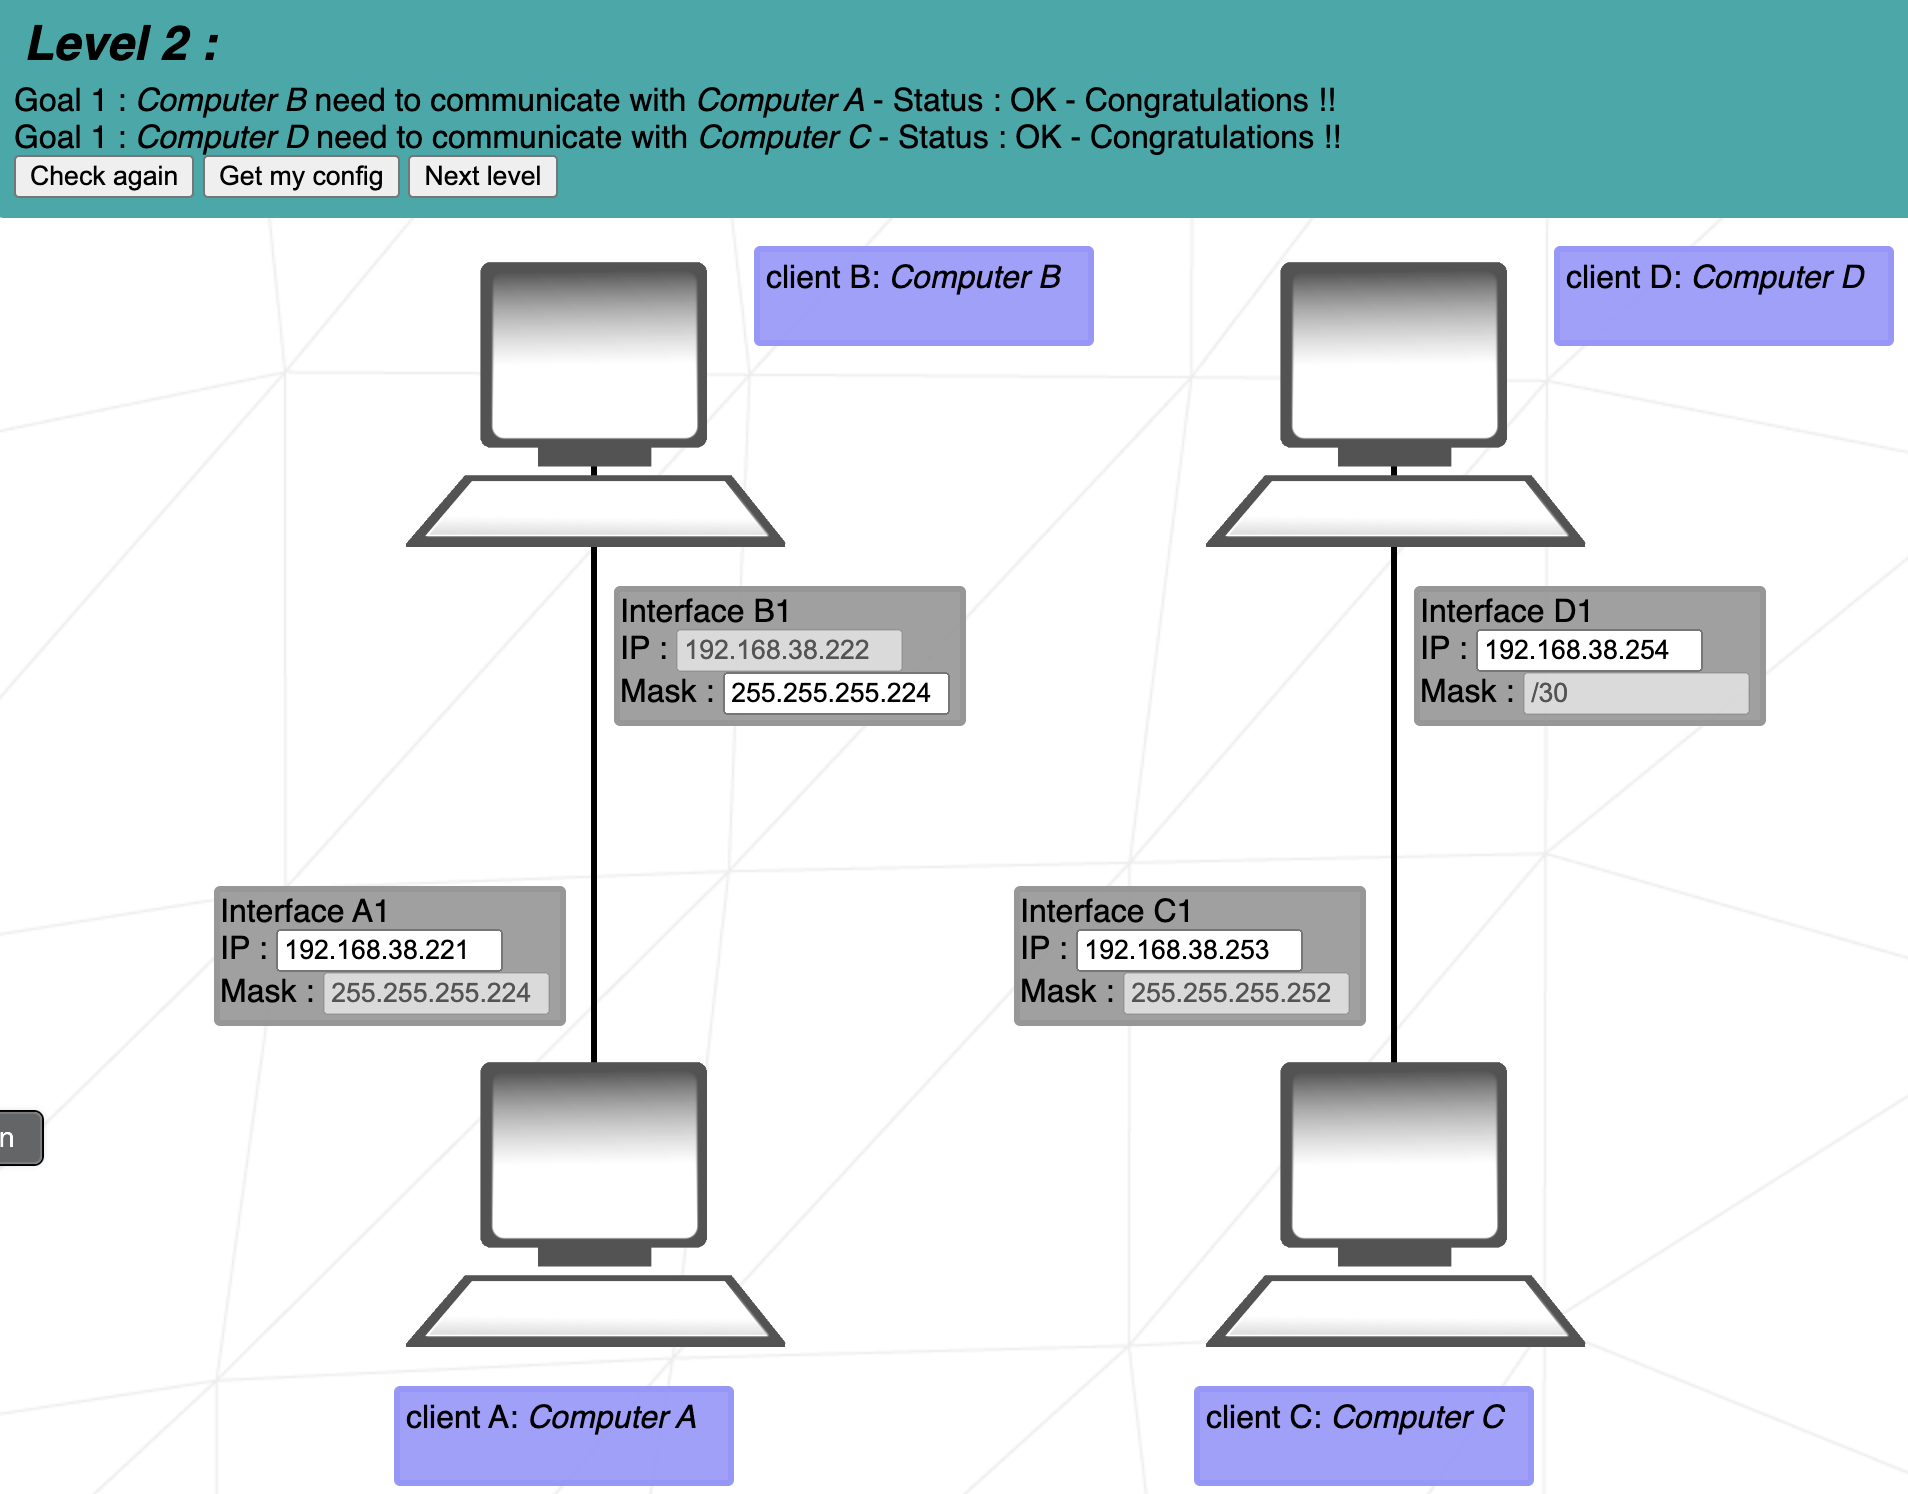 Level 2 :
Goal 1 : Computer B need to communicate with Computer A - Status : OK - Congratulations !!
Goal 1 : Computer D need to communicate with Computer C - Status : OK - Congratulations !!
Check again Get my config Next level
client B: Computer B
client D: Computer D
Interface B1
IP : 192.168.38.222
Mask : 255.255.255.224
Interface D1
IP : 192.168.38.254
Mask : /30
Interface A1
IP : 192.168.38.221
Mask : 255.255.255.224
Interface C1
IP : 192.168.38.253
Mask : 255.255.255.252
n
client A: Computer A
client C: Computer C